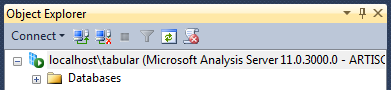 Object Explorer
Connect
localhost\tabular (Microsoft Analysis Server 11.0.3000.0 - ARTISC
Databases